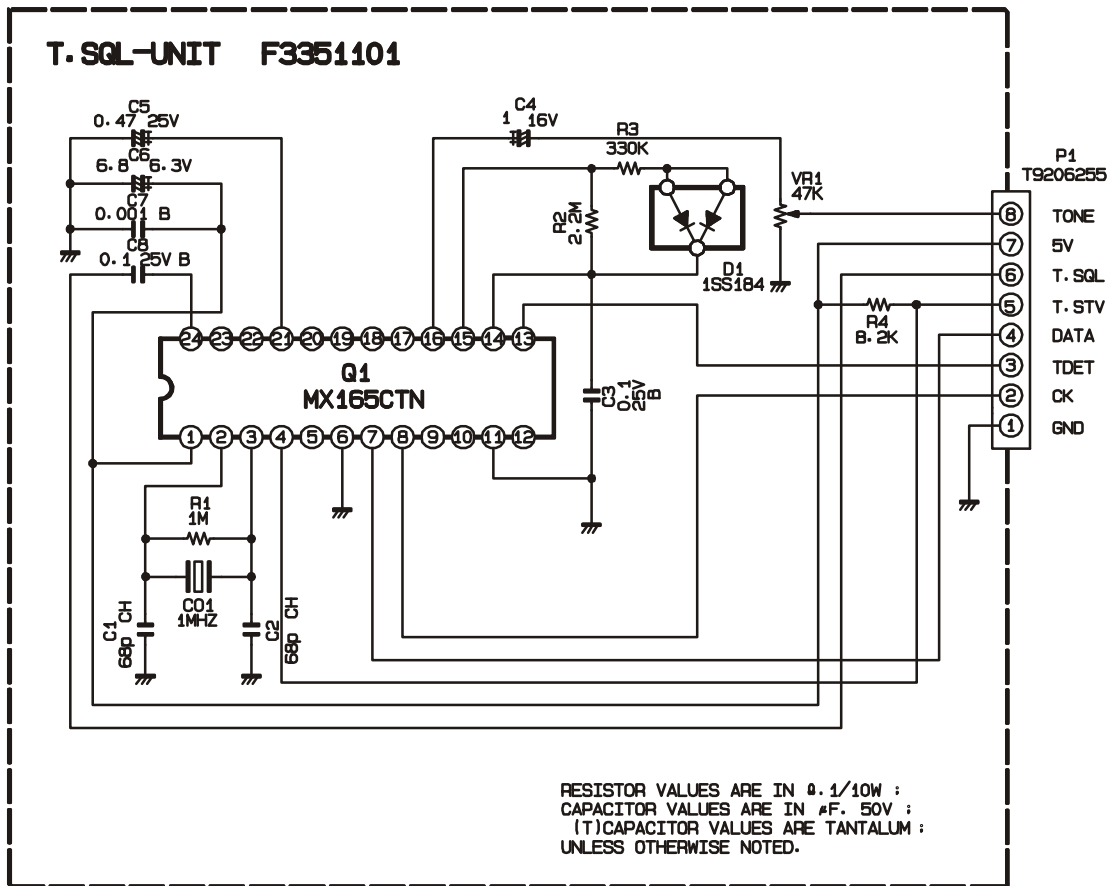 T. SQL-UNIT F3351101
C5
0. 47 25V
C6
6. 8 6. 3V
C7
0. 001 B
C8
0. 1 25V B
C4
1 16V
R3
330K
R2
2. 2M
VR1
47K
D1
1SS184
P1
T9206255
8 TONE
7 5V
6 T. SQL
5 T. STV
4 DATA
3 TDET
2 CK
1 GND
R4
8. 2K
24 23 22 21 20 19 18 17 16 15 14 13
Q1
MX165CTN
1 2 3 4 5 6 7 8 9 10 11 12
C3
0. 1
25V
B
R1
1M
CO1
1MHZ
C1
68p CH
C2
68p CH
RESISTOR VALUES ARE IN Ω. 1/10W ;
CAPACITOR VALUES ARE IN µF. 50V ;
(T)CAPACITOR VALUES ARE TANTALUM ;
UNLESS OTHERWISE NOTED.